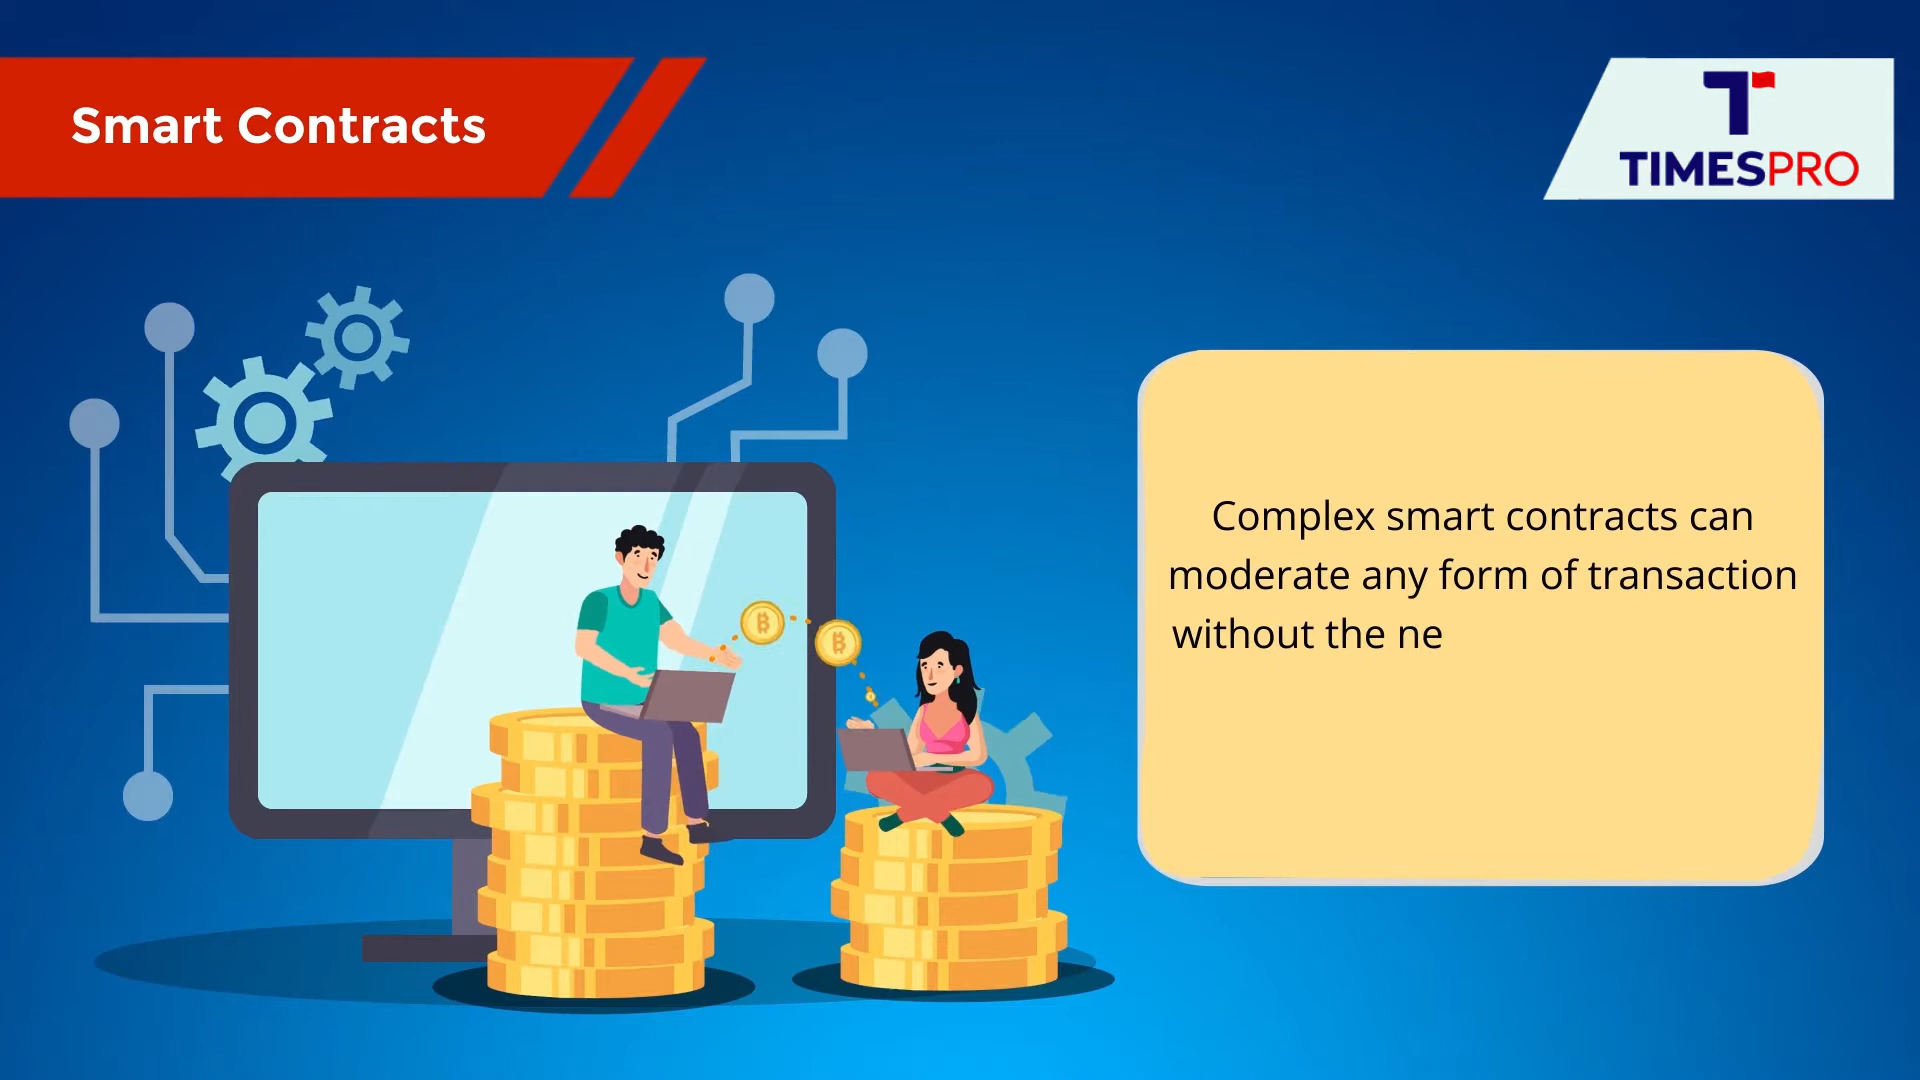 Smart Contracts
TIMESPRO
Complex smart contracts can
moderate any form of transaction
without the ne